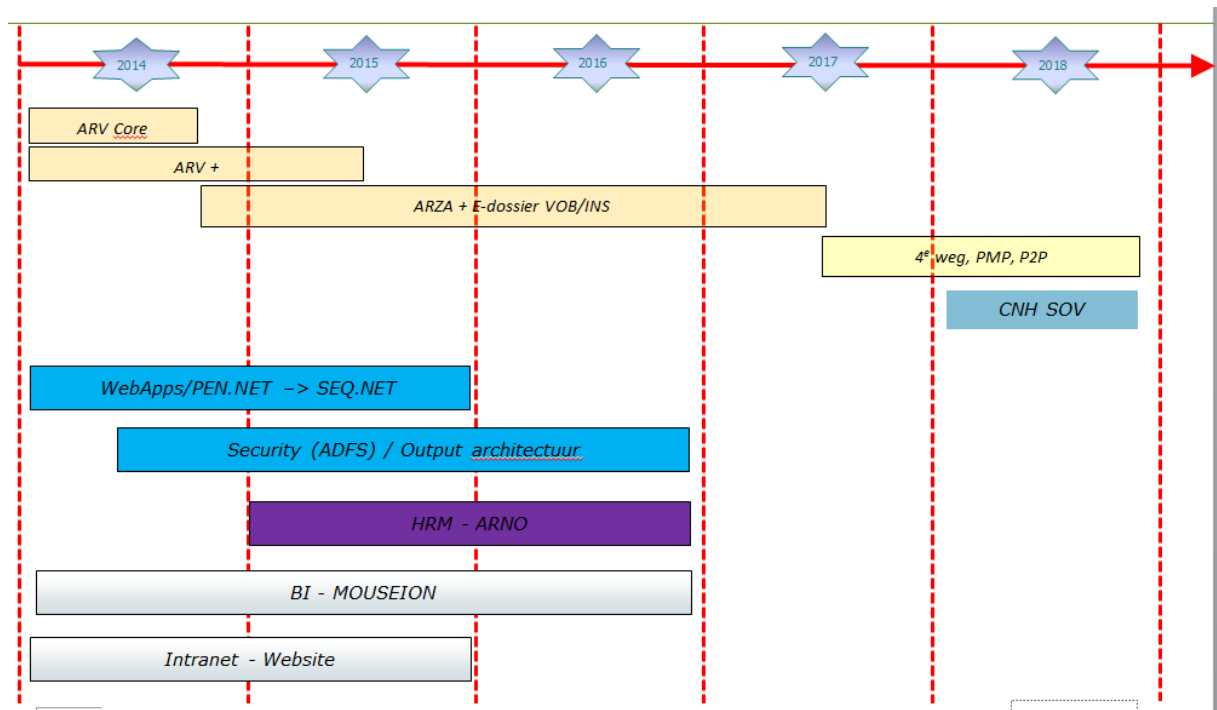 2014
2015
2016
2017
2018
ARV Core
ARV +
ARZA + E-dossier VOB/INS
4e weg, PMP, P2P
CNH SOV
WebApps/PEN.NET –> SEQ.NET
Security (ADFS) / Output architectuur
HRM - ARNO
BI - MOUSEION
Intranet - Website